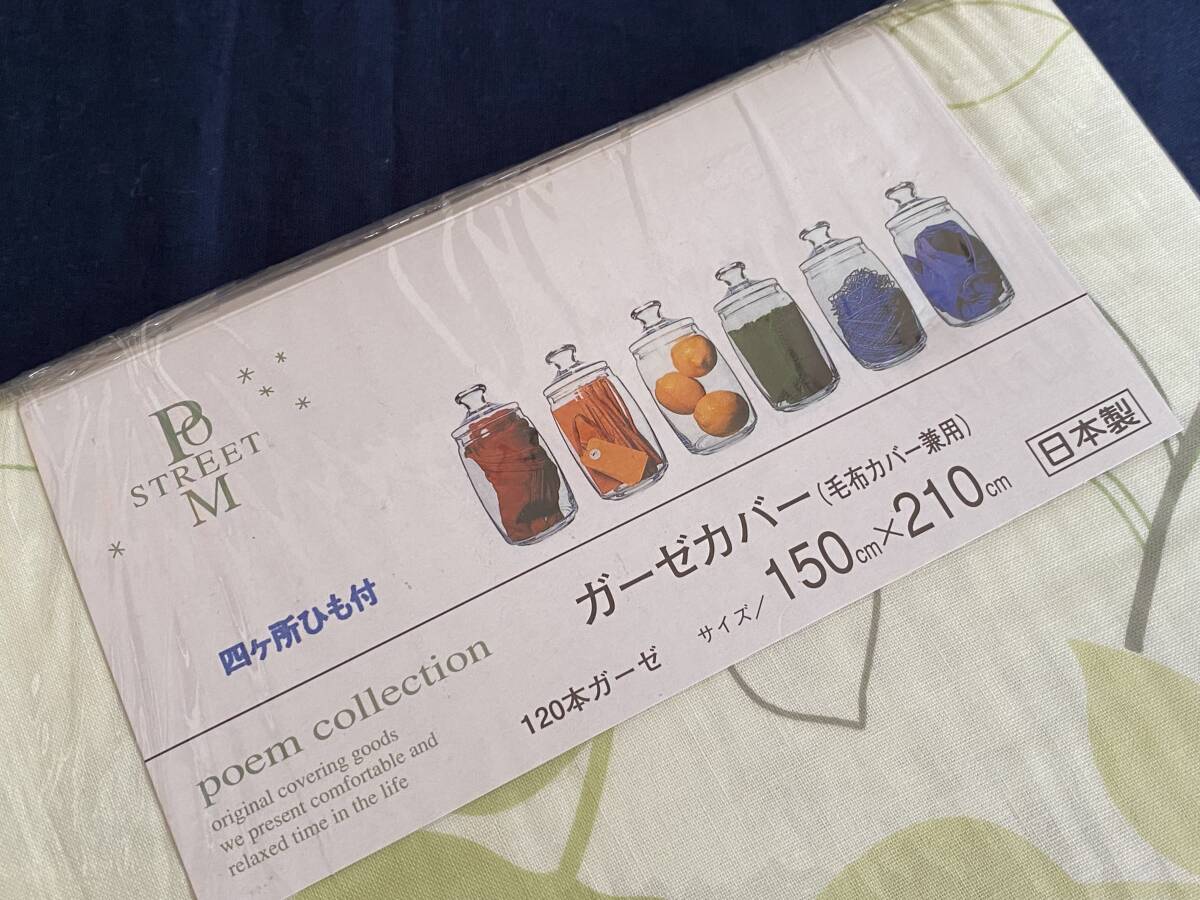 Po
STREET
M
四ヶ所ひも付
ガーゼカバー(毛布カバー兼用)
120本ガーゼ サイズ/150cm×210cm
日本製
poem collection
original covering goods
we present comfortable and
relaxed time in the life